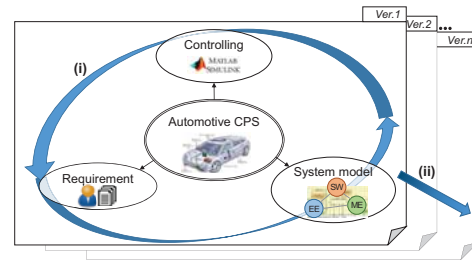 Ver.1
Ver.2
...
Ver.n
Controlling
MATLAB
SIMULINK
(i)
Automotive CPS
Requirement
System model
(ii)
SW
EE
ME